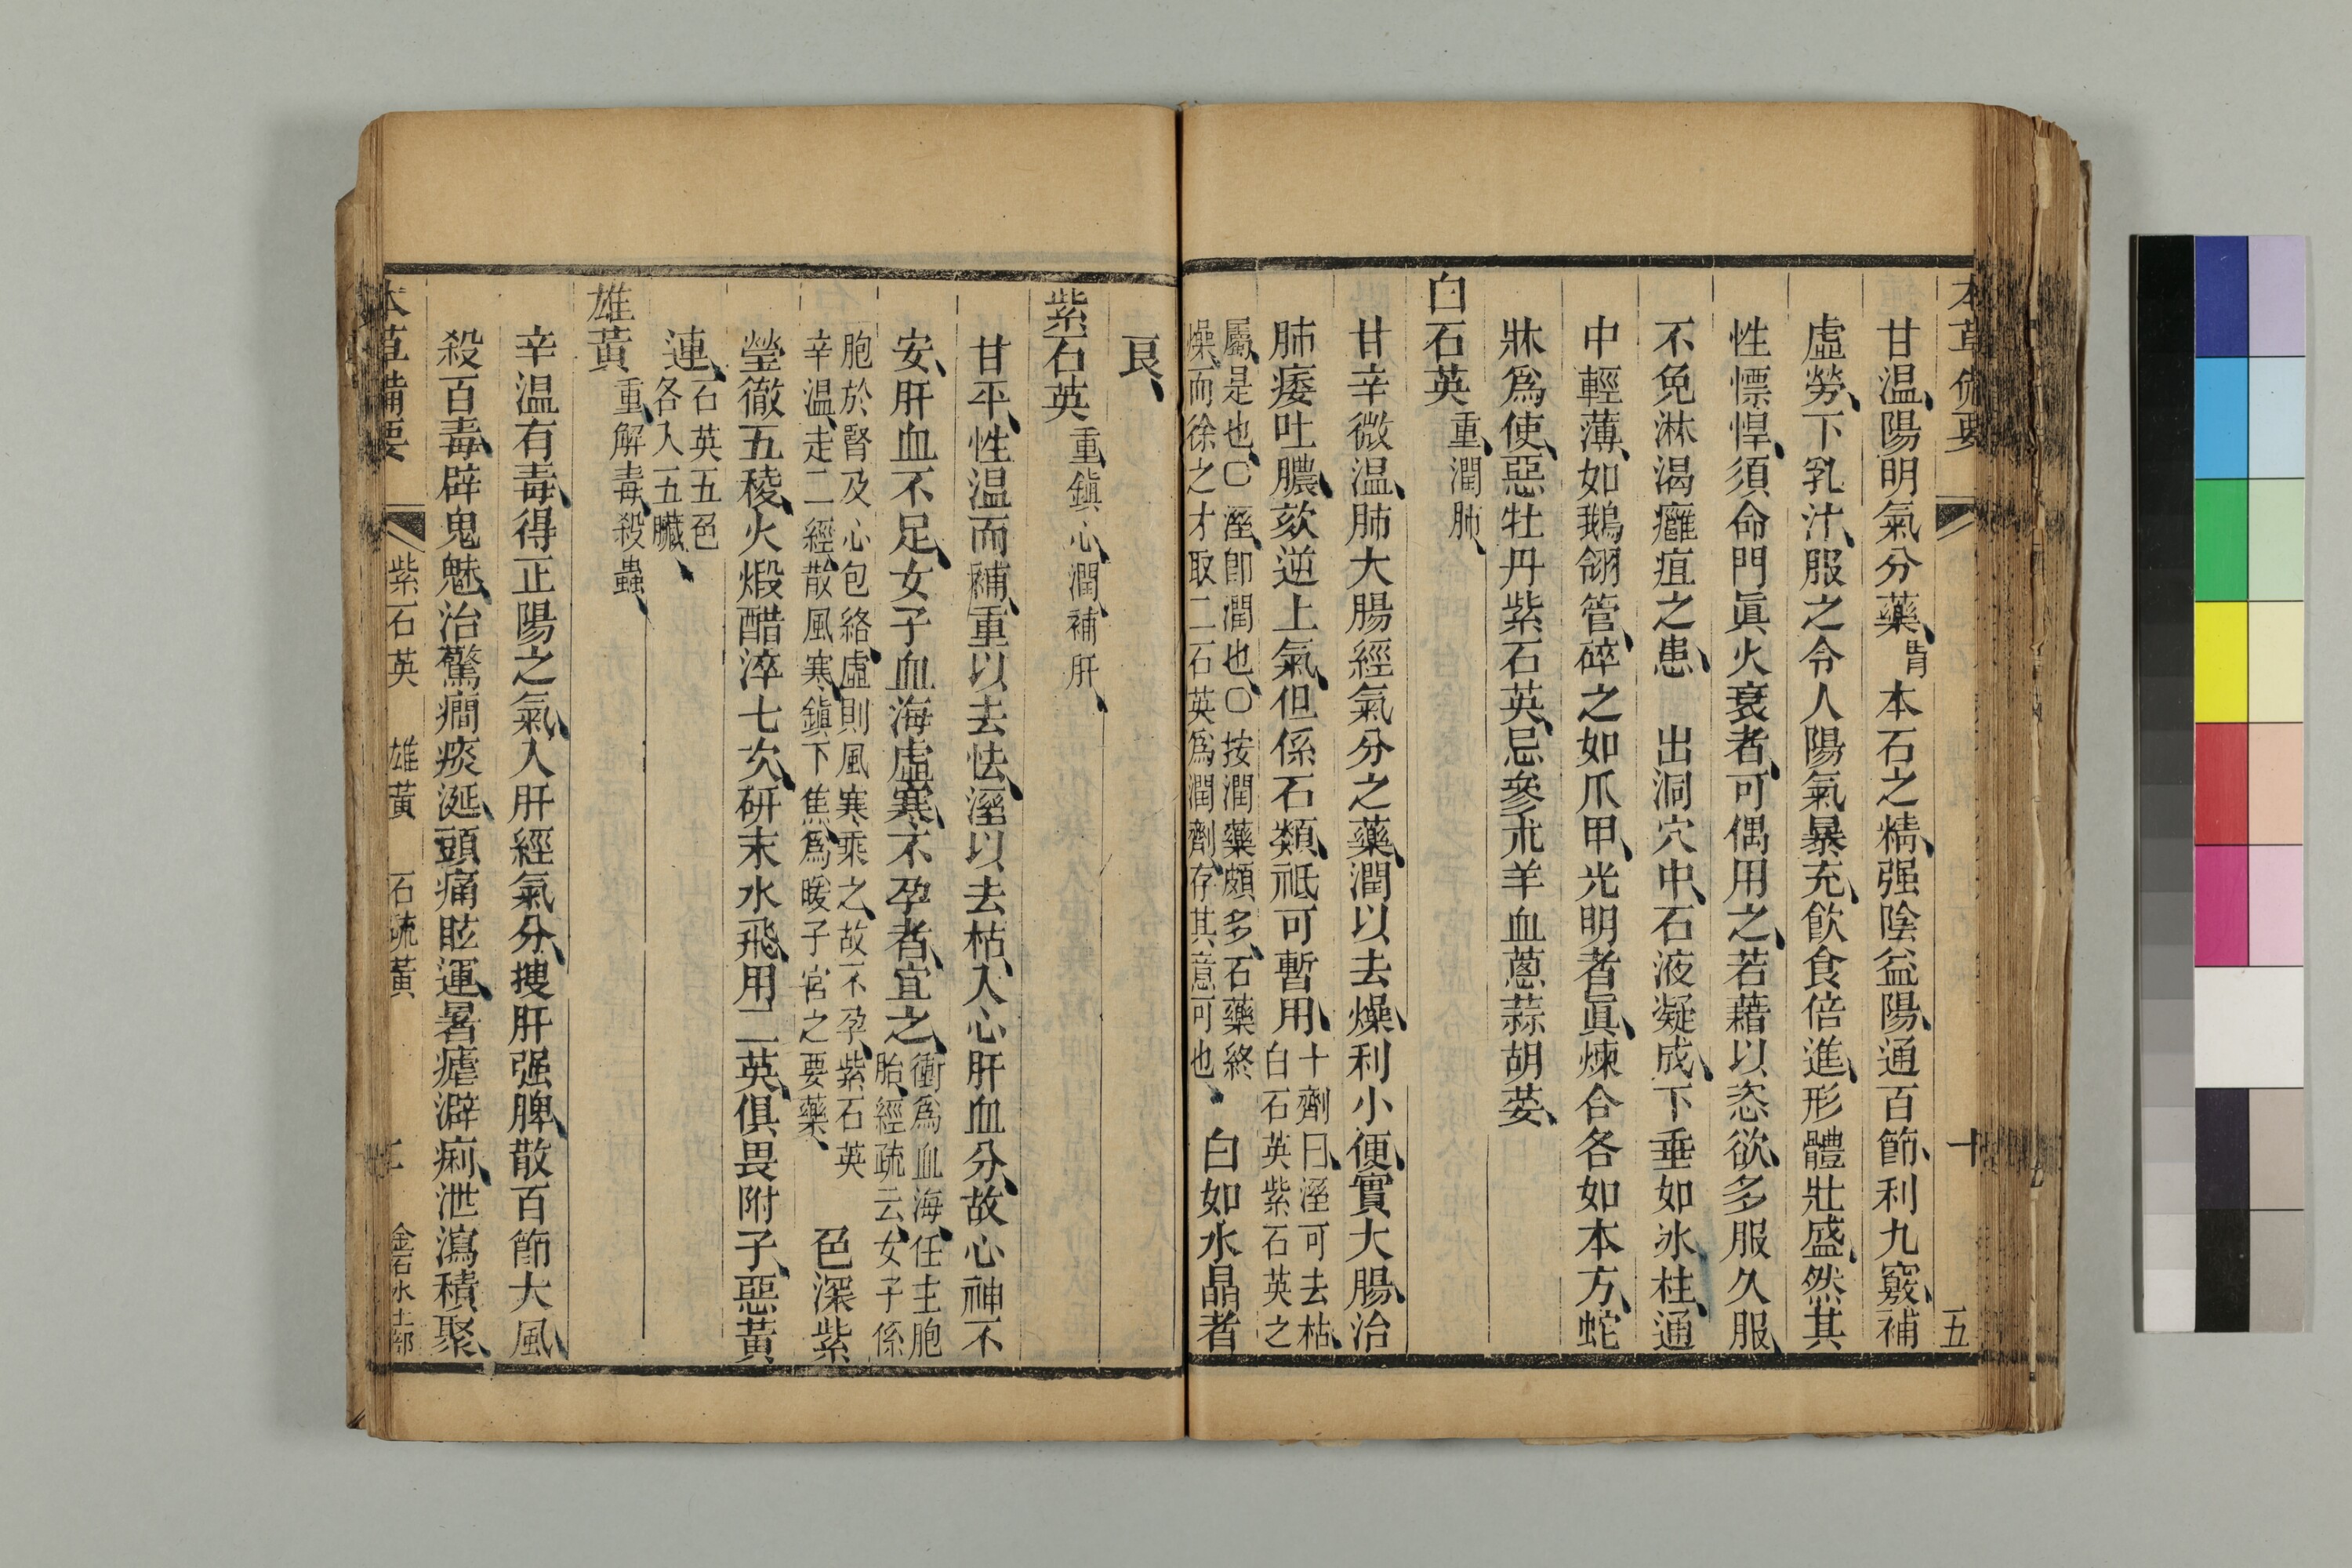 本草備要
十
五
甘温、陽明氣分藥、腎本石之精、强陰益陽、通百節、利九竅、補
虛勞、下乳汁、服之令人陽氣暴充、飲食倍進、形體壯盛、然其
性慓悍、須命門眞火衰者、可偶用之、若藉以恣欲、多服久服、
不免淋渴癰疽之患、 出洞穴中、石液凝成、下垂如氷柱、通
中輕薄、如鵝翎管、碎之如爪甲、光明者眞、煉合各如本方、蛇
牀爲使、惡牡丹紫石英、忌參朮羊血蔥蒜胡荽、
白石英重、潤肺、
甘辛微温、肺大腸經氣分之藥、潤以去燥、利小便、實大腸、治
肺痿吐膿、欬逆上氣、但係石類、祗可暫用、十劑曰、溼可去枯、白石英紫石英之
屬、是也、〇溼、卽潤也、〇按潤藥頗多、石藥終燥、而徐之才取二石英爲潤劑、存其意可也、白如水晶者
良、
紫石英重、鎮心、潤、補肝、
甘平、性温而補、重以去怯、溼以去枯、入心肝血分、故心神不
安、肝血不足、女子血海虛寒、不孕者、宜之、衝爲血海、任主胞胎、經疏云、女子係
胞於腎及心包絡、虛則風寒乘之、故不孕、紫石英辛温、走二經、散風寒、鎮下焦、爲暖子宮之要藥、 色深紫
瑩徹五稜、火煅醋淬七次、硏末水飛、用二英、俱畏附子、惡黃
連、石英五色各入五臟、
雄黃重、解毒、殺蟲、
辛温有毒、得正陽之氣、入肝經氣分、搜肝强脾、散百節大風、
殺百毒、辟鬼魅、治驚癇痰涎、頭痛眩運、暑瘧澼痢、泄瀉積聚、
本草備要
紫石英 雄黃 石硫黃
金石水土部